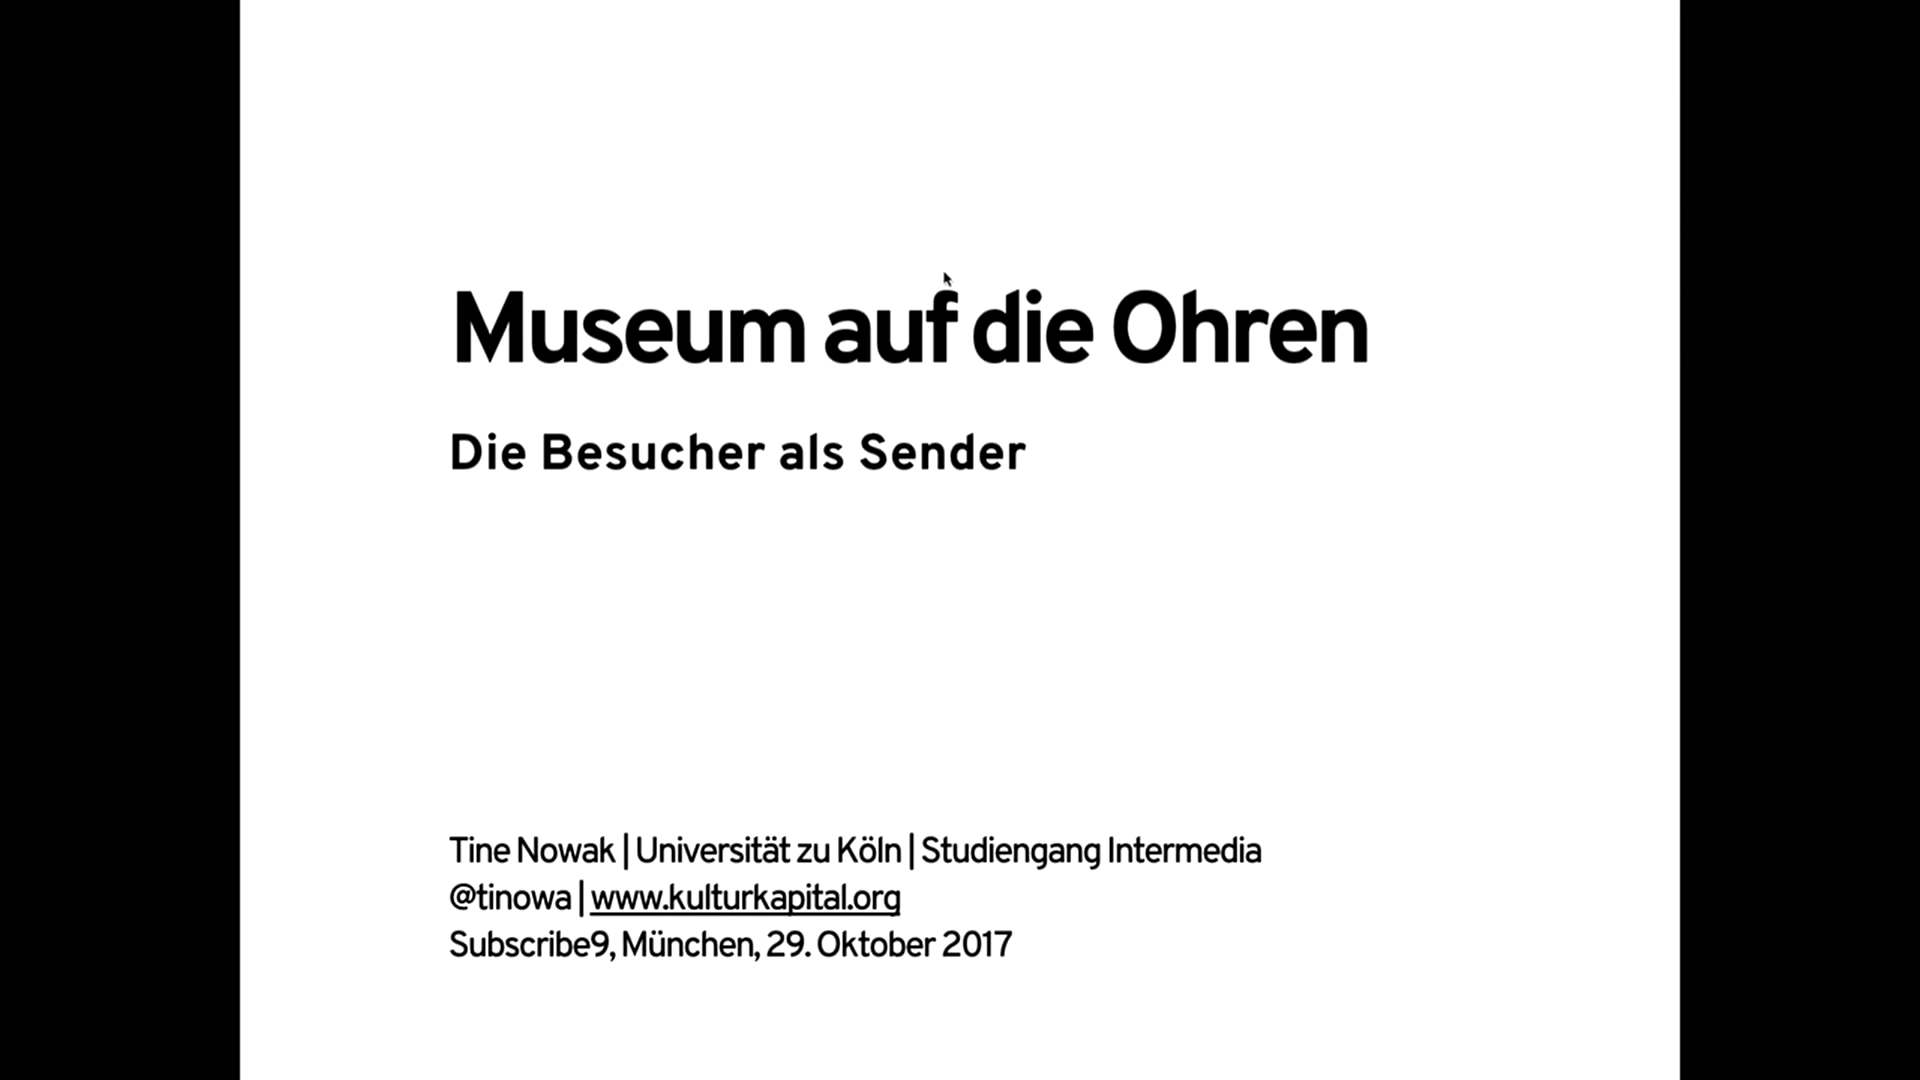 Museum auf die Ohren
Die Besucher als Sender
Tine Nowak | Universität zu Köln | Studiengang Intermedia
@tinowa | www.kulturkapital.org
Subscribe9, München, 29. Oktober 2017